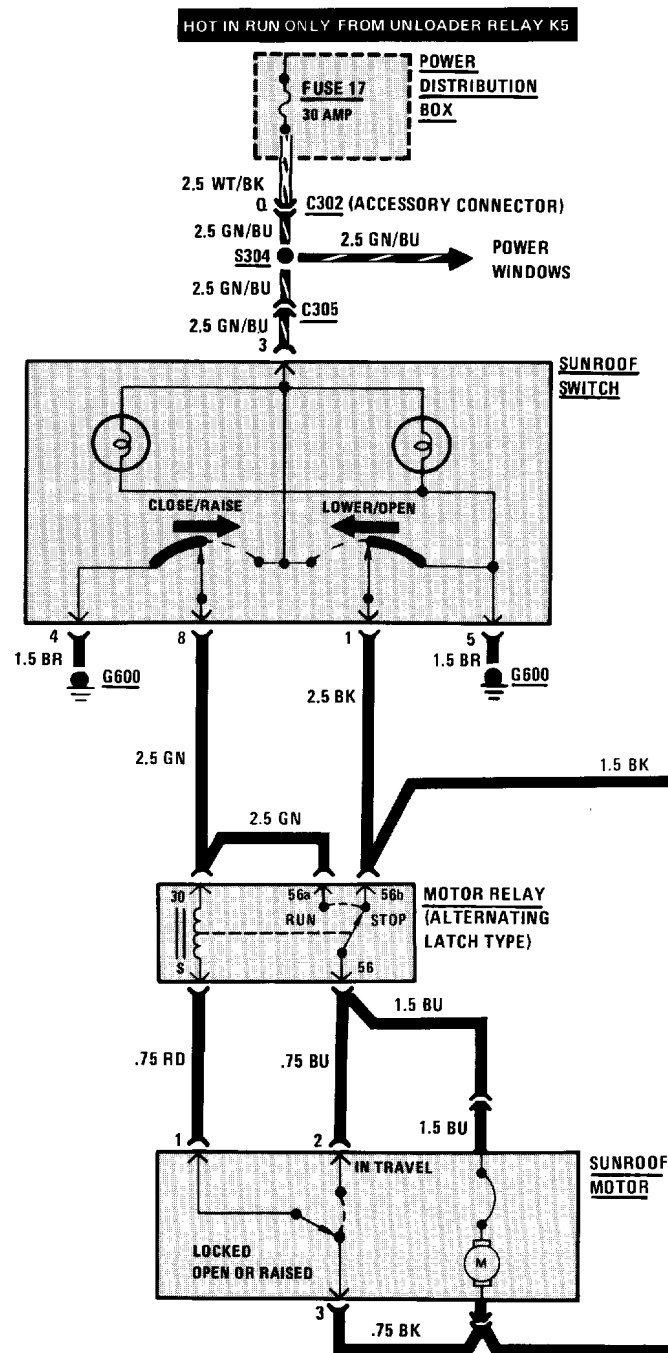 HOT IN RUN ONLY FROM UNLOADER RELAY K5
POWER
DISTRIBUTION
BOX
FUSE 17
30 AMP
2.5 WT/BK
Q
C302 (ACCESSORY CONNECTOR)
2.5 GN/BU
S304
2.5 GN/BU
POWER
WINDOWS
2.5 GN/BU
C305
2.5 GN/BU
3
SUNROOF
SWITCH
CLOSE/RAISE
LOWER/OPEN
4
8
1
5
1.5 BR
G600
1.5 BR
G600
2.5 BK
2.5 GN
1.5 BK
2.5 GN
30
56a
56b
RUN
STOP
S
56
MOTOR RELAY
(ALTERNATING
LATCH TYPE)
1.5 BU
.75 RD
.75 BU
1.5 BU
1
2
IN TRAVEL
SUNROOF
MOTOR
LOCKED
OPEN OR RAISED
M
3
.75 BK